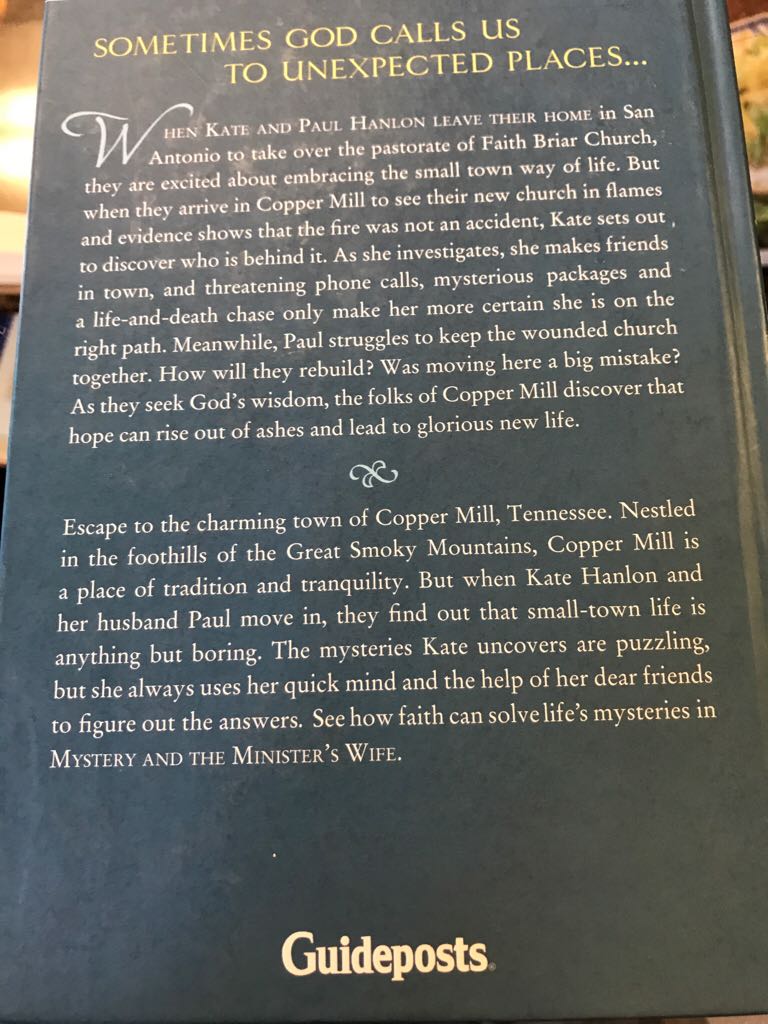 SOMETIMES GOD CALLS US
TO UNEXPECTED PLACES...
WHEN KATE AND PAUL HANLON LEAVE THEIR HOME in San
Antonio to take over the pastorate of Faith Briar Church,
they are excited about embracing the small town way of life. But
when they arrive in Copper Mill to see their new church in flames
and evidence shows that the fire was not an accident, Kate sets out
to discover who is behind it. As she investigates, she makes friends
in town, and threatening phone calls, mysterious packages and
a life-and-death chase only make her more certain she is on the
right path. Meanwhile, Paul struggles to keep the wounded church
together. How will they rebuild? Was moving here a big mistake?
As they seek God's wisdom, the folks of Copper Mill discover that
hope can rise out of ashes and lead to glorious new life.
Escape to the charming town of Copper Mill, Tennessee. Nestled
in the foothills of the Great Smoky Mountains, Copper Mill is
a place of tradition and tranquility. But when Kate Hanlon and
her husband Paul move in, they find out that small-town life is
anything but boring. The mysteries Kate uncovers are puzzling,
but she always uses her quick mind and the help of her dear friends
to figure out the answers. See how faith can solve life's mysteries in
MYSTERY AND THE MINISTER'S WIFE.
Guideposts®